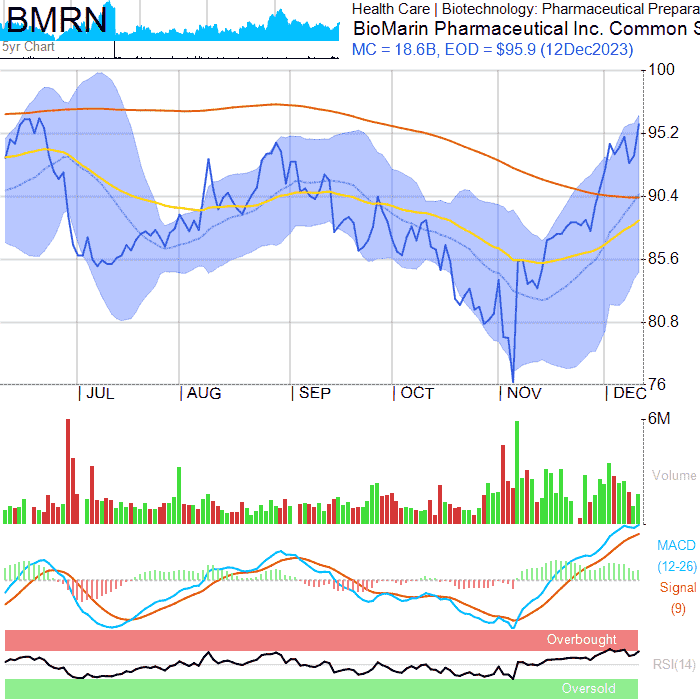 BMRN
5yr Chart
Health Care | Biotechnology: Pharmaceutical Prepara
BioMarin Pharmaceutical Inc. Common S
MC = 18.6B, EOD = $95.9 (12Dec2023)
100
95.2
90.4
85.6
80.8
76
| JUL | AUG | SEP | OCT | NOV | DEC
6M
Volume
MACD
(12-26)
Signal
(9)
Overbought
RSI(14)
Oversold